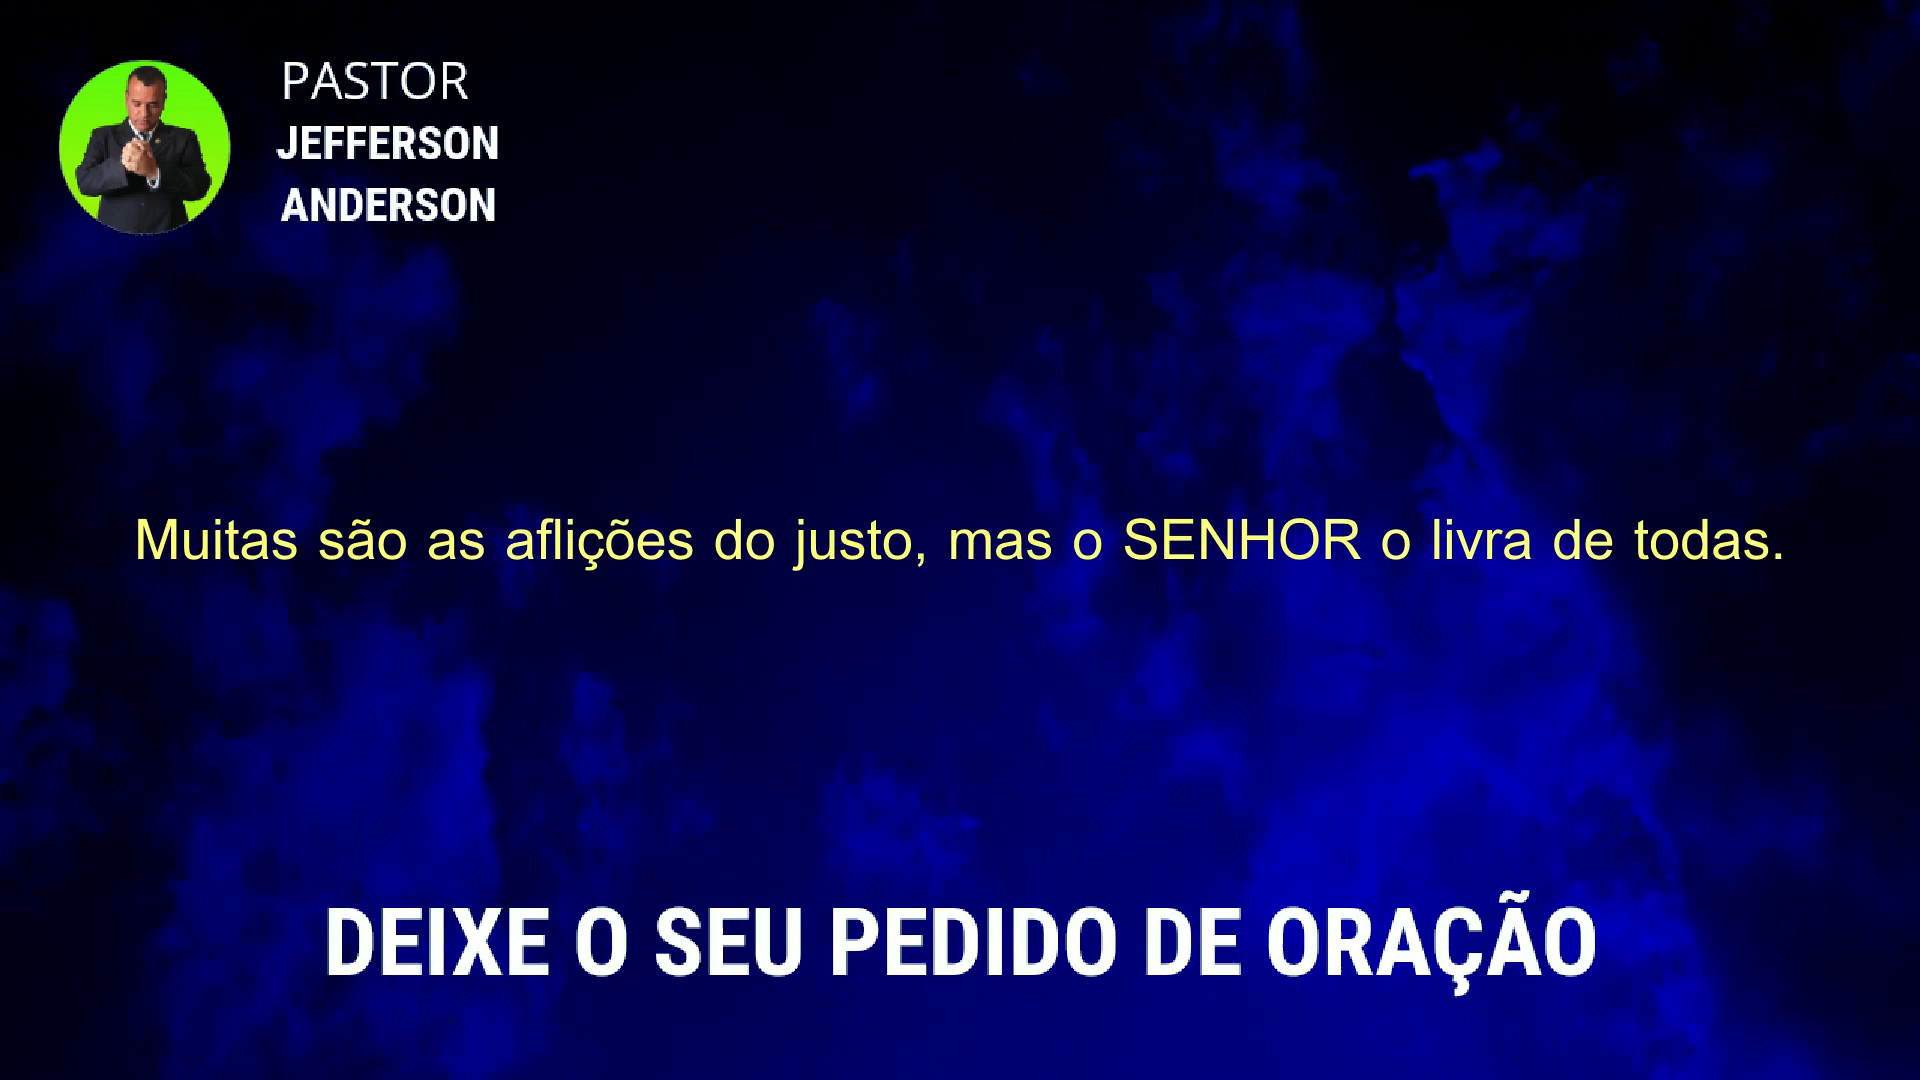 PASTOR
JEFFERSON
ANDERSON
Muitas são as aflições do justo, mas o SENHOR o livra de todas.
DEIXE O SEU PEDIDO DE ORAÇÃO